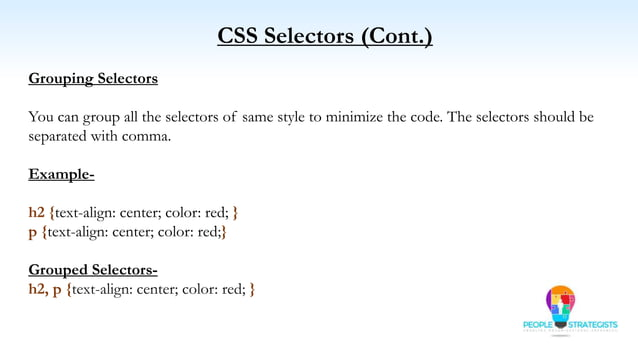 CSS Selectors (Cont.)
Grouping Selectors
You can group all the selectors of same style to minimize the code. The selectors should be
separated with comma.
Example-
h2 {text-align: center; color: red; }
p {text-align: center; color: red;}
Grouped Selectors-
h2, p {text-align: center; color: red; }
PEOPLE STRATEGISTS